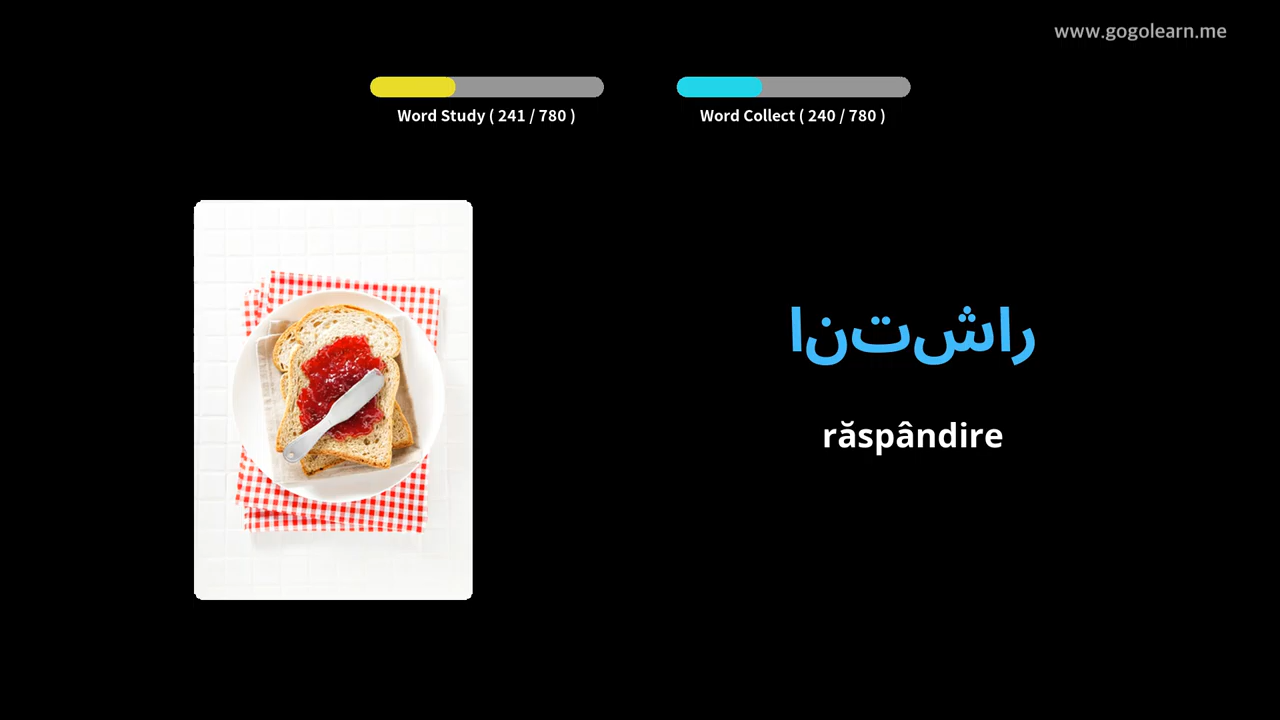 www.gogolearn.me
Word Study ( 241 / 780 )
Word Collect ( 240 / 780 )
انتشار
răspândire